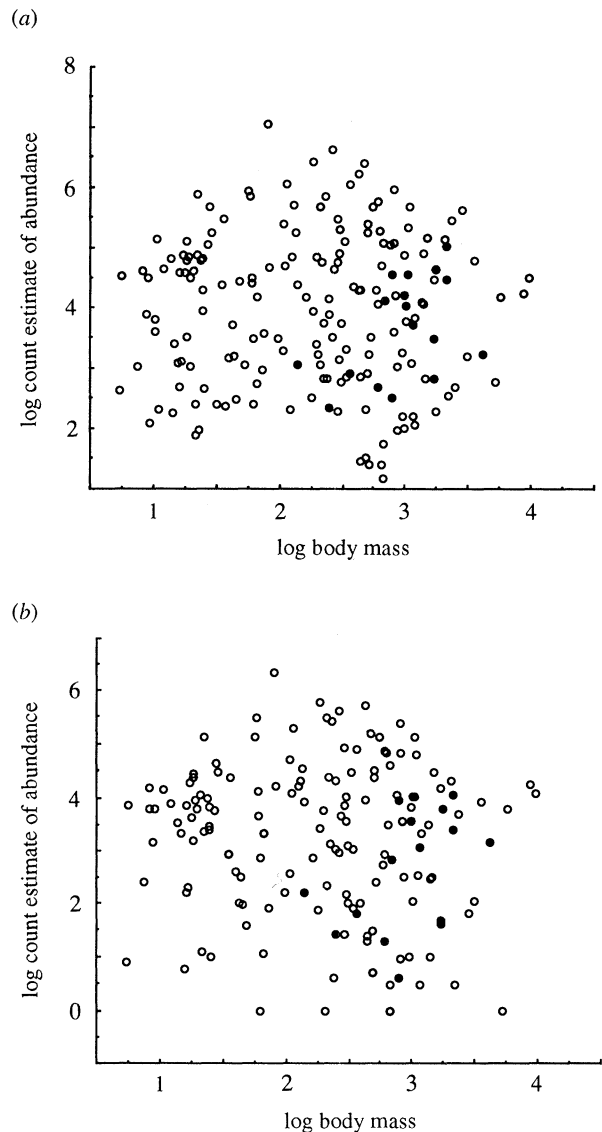 (a)
8
6
4
2
log count estimate of abundance
1 2 3 4
log body mass
(b)
6
4
2
0
log count estimate of abundance
1 2 3 4
log body mass